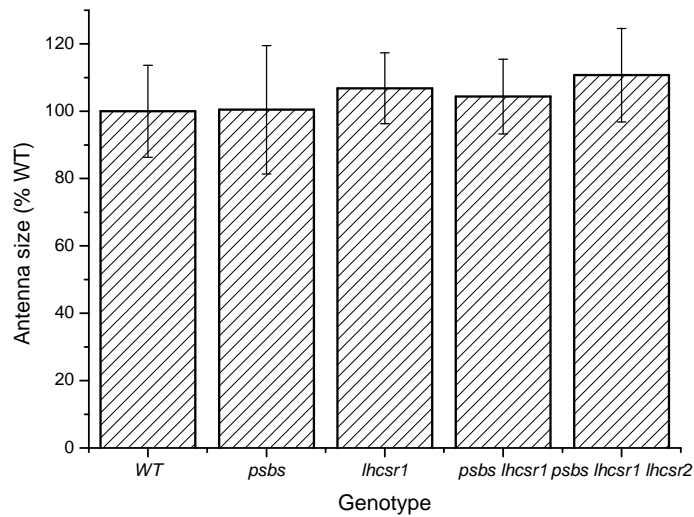 Antenna size (% WT)
120
100
80
60
40
20
0
WT psbs lhcsr1 psbs lhcsr1 psbs lhcsr1 lhcsr2
Genotype